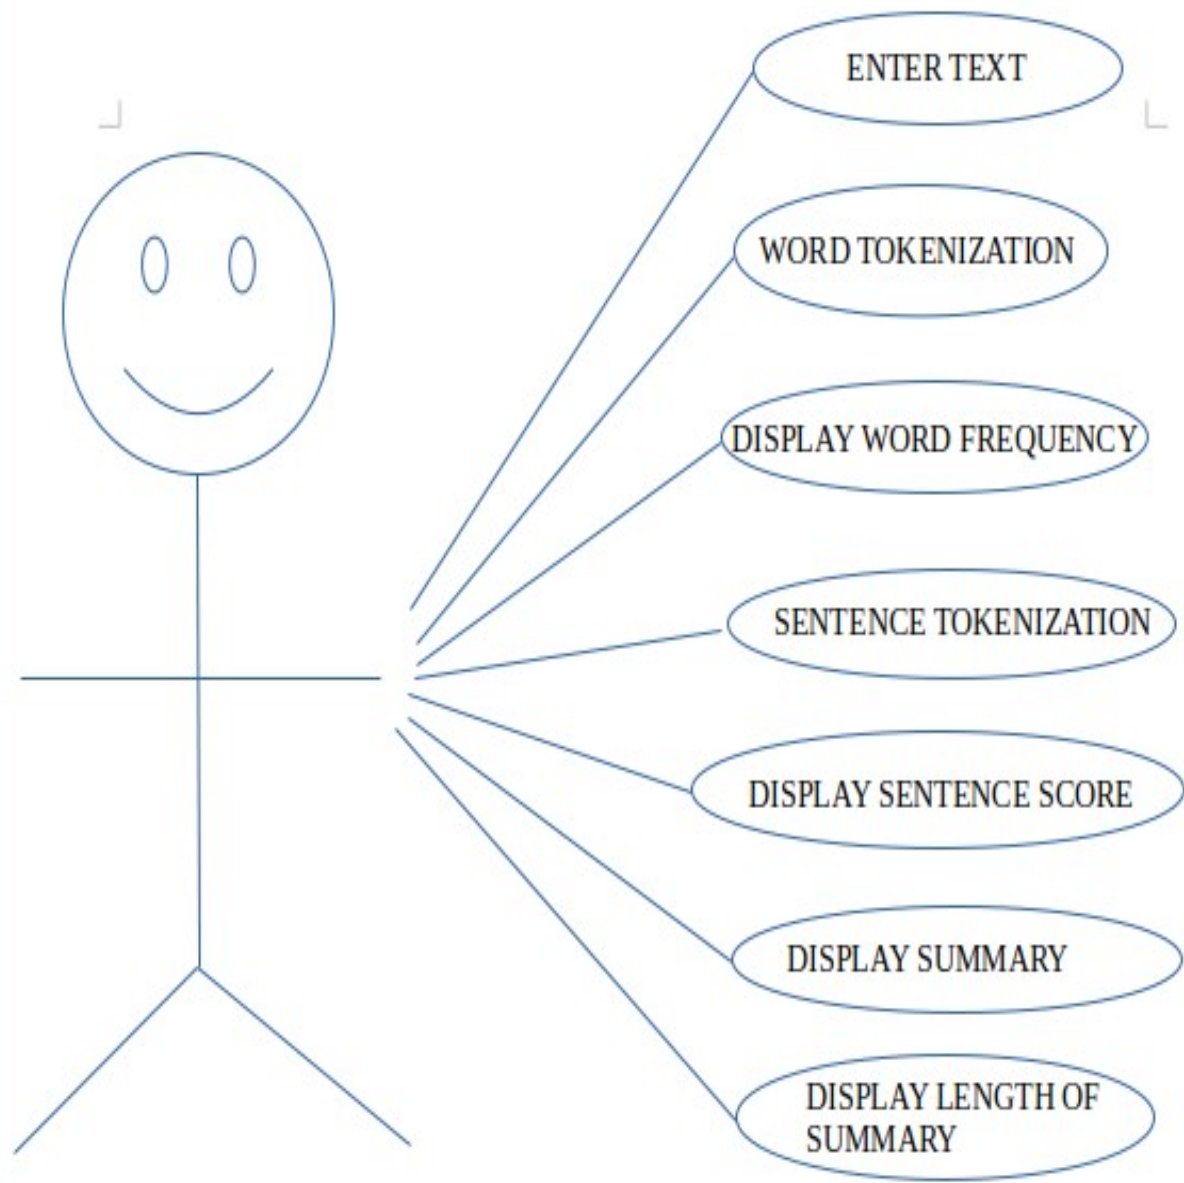 ENTER TEXT
WORD TOKENIZATION
DISPLAY WORD FREQUENCY
SENTENCE TOKENIZATION
DISPLAY SENTENCE SCORE
DISPLAY SUMMARY
DISPLAY LENGTH OF
SUMMARY